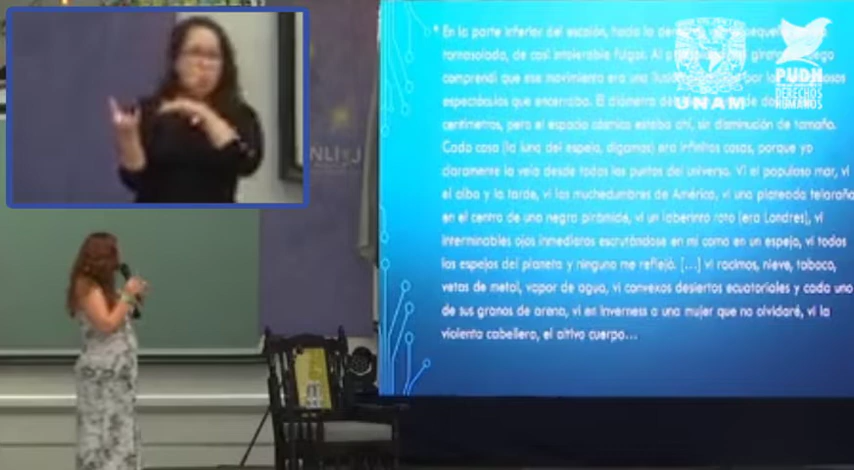 En la parte inferior del escalón, hacia la
tornasolada, de casi intolerable fulgor. Al giratoria; luego
comprendí que ese movimiento era una ilusión por los
espectáculos que encerraba. El diámetro de
centímetros, pero el espacio cósmico estaba ahí, sin disminución de tamaño.
Cada cosa (la luna del espejo, digamos) era infinitas cosas, porque yo
claramente la veía desde todos los puntos del universo. Vi el populoso mar, vi
el alba y la tarde, vi las muchedumbres de América, vi una plateada telaraña
en el centro de una negra pirámide, vi un laberinto roto (era Londres), vi
interminables ojos inmediatos escrutándose en mí como en un espejo, vi todos
los espejos del planeta y ninguno me reflejó. [...] vi racimos, nieve, tabaco,
vetas de metal, vapor de agua, vi convexos desiertos ecuatoriales y cada uno
de sus granos de arena, vi en Inverness a una mujer que no olvidaré, vi la
violenta cabellera, el altivo cuerpo...
UNAM
PUDH
DERECHOS
HUMANOS